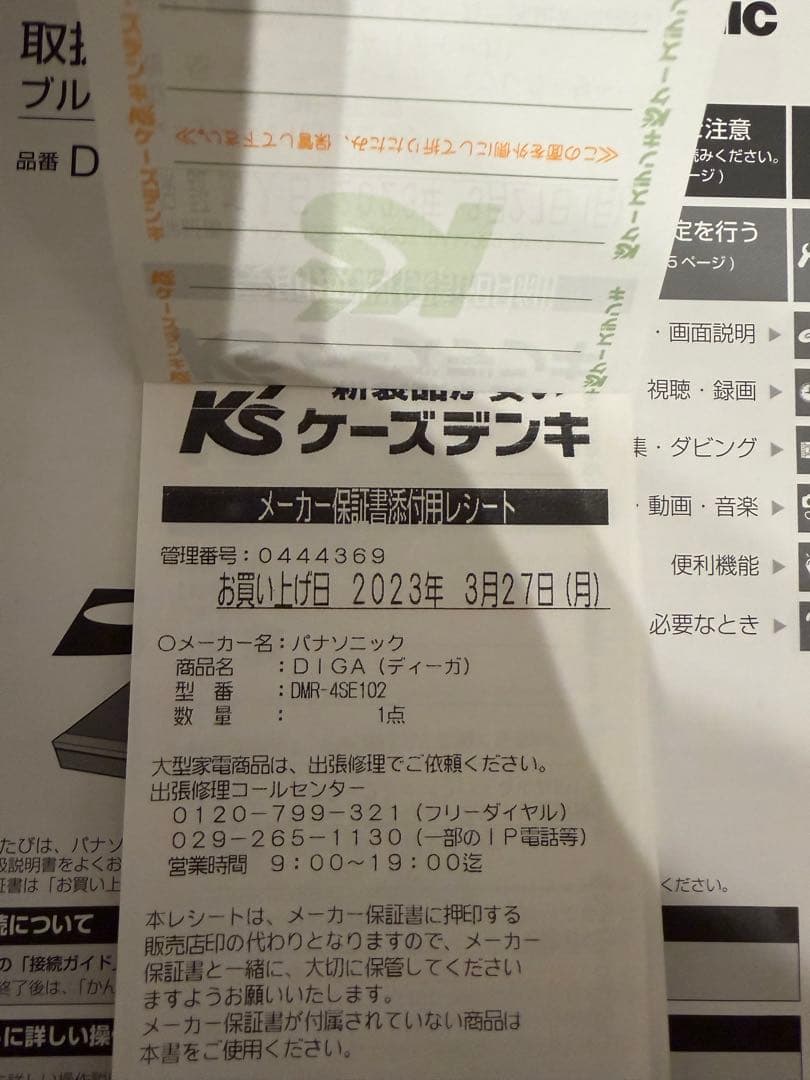 取扱
ブル
品番 D
注意
読みください。
ージ）
定を行う
5ページ）
・画面説明
視聴・録画
集・ダビング
・動画・音楽
便利機能
必要なとき
≪この面を外側にして折りたたみ、保管して下さい。≫
K's ケーズデンキ
K's ケーズデンキ
K's ケーズデンキ
K's
K's ケーズデンキ
メーカー保証書添付用レシート
管理番号：０４４４３６９
お買い上げ日 2023年 3月27日（月）
○メーカー名：パナソニック
商品名 ：ＤＩＧＡ（ディーガ）
型 番 ：DMR-4SE102
数 量 ： 1点
大型家電商品は、出張修理でご依頼ください。
出張修理コールセンター
０１２０－７９９－３２１（フリーダイヤル）
０２９－２６５－１１３０（一部のＩＰ電話等）
営業時間 ９：００～１９：００迄
本レシートは、メーカー保証書に押印する
販売店印の代わりとなりますので、メーカー
保証書と一緒に、大切に保管してください
ますようお願いいたします。
メーカー保証書が付属されていない商品は
本書をご使用ください。
たびは、パナソ
扱説明書をよくお
証書は「お買い上
ください。
続について
の「接続ガイド」
終了後は、「かん
に詳しい操作